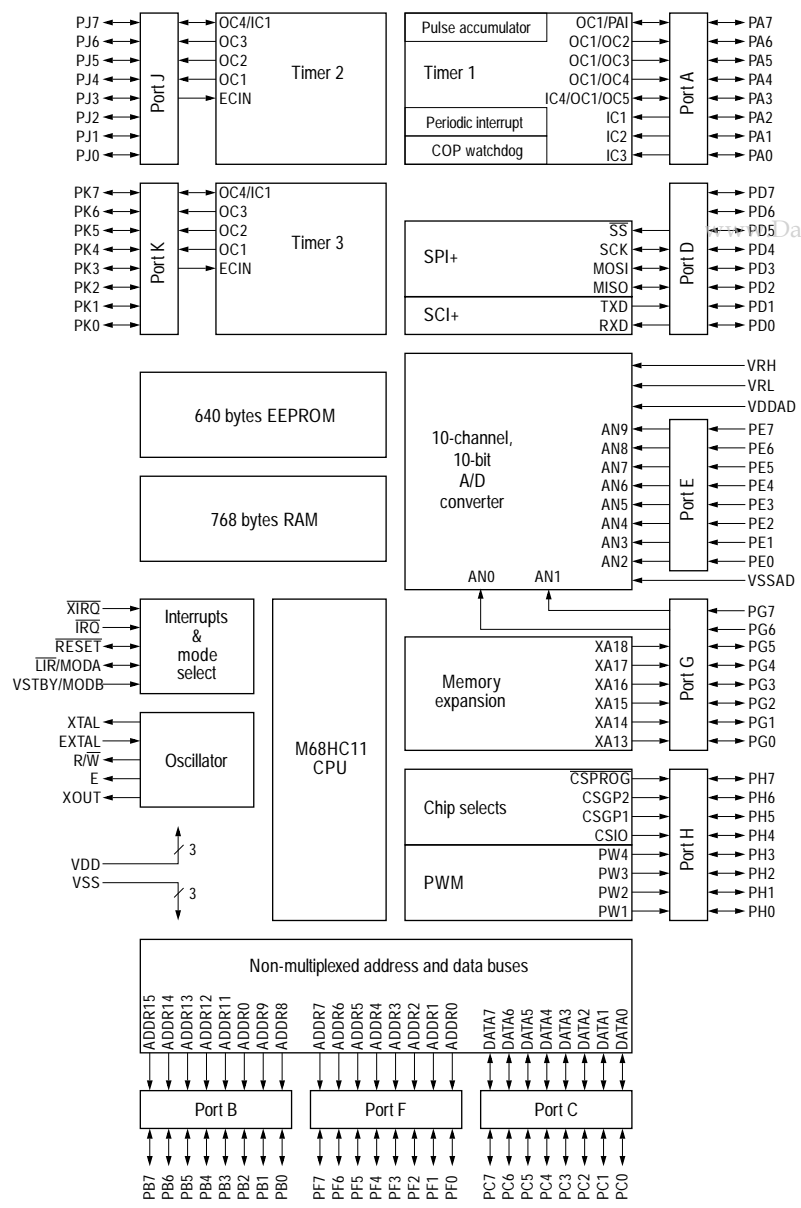 PJ7
PJ6
PJ5
PJ4
PJ3
PJ2
PJ1
PJ0
Port J
OC4/IC1
OC3
OC2
OC1
ECIN
Timer 2
Pulse accumulator
Timer 1
Periodic interrupt
COP watchdog
OC1/PAI
OC1/OC2
OC1/OC3
OC1/OC4
IC4/OC1/OC5
IC1
IC2
IC3
Port A
PA7
PA6
PA5
PA4
PA3
PA2
PA1
PA0
PK7
PK6
PK5
PK4
PK3
PK2
PK1
PK0
Port K
OC4/IC1
OC3
OC2
OC1
ECIN
Timer 3
SPI+
SCI+
SS
SCK
MOSI
MISO
TXD
RXD
Port D
PD7
PD6
PD5
PD4
PD3
PD2
PD1
PD0
www.Da
640 bytes EEPROM
768 bytes RAM
10-channel,
10-bit
A/D
converter
VRH
VRL
VDDAD
AN9
AN8
AN7
AN6
AN5
AN4
AN3
AN2
AN0
AN1
Port E
PE7
PE6
PE5
PE4
PE3
PE2
PE1
PE0
VSSAD
XIRQ
IRQ
RESET
LIR/MODA
VSTBY/MODB
Interrupts
&
mode
select
XTAL
EXTAL
R/W
E
XOUT
Oscillator
VDD
3
VSS
3
M68HC11
CPU
Memory
expansion
XA18
XA17
XA16
XA15
XA14
XA13
Port G
PG7
PG6
PG5
PG4
PG3
PG2
PG1
PG0
Chip selects
PWM
CSPROG
CSGP2
CSGP1
CSIO
PW4
PW3
PW2
PW1
Port H
PH7
PH6
PH5
PH4
PH3
PH2
PH1
PH0
Non-multiplexed address and data buses
ADDR15
ADDR14
ADDR13
ADDR12
ADDR11
ADDR0
ADDR9
ADDR8
ADDR7
ADDR6
ADDR5
ADDR4
ADDR3
ADDR2
ADDR1
ADDR0
DATA7
DATA6
DATA5
DATA4
DATA3
DATA2
DATA1
DATA0
Port B
Port F
Port C
PB7
PB6
PB5
PB4
PB3
PB2
PB1
PB0
PF7
PF6
PF5
PF4
PF3
PF2
PF1
PF0
PC7
PC6
PC5
PC4
PC3
PC2
PC1
PC0